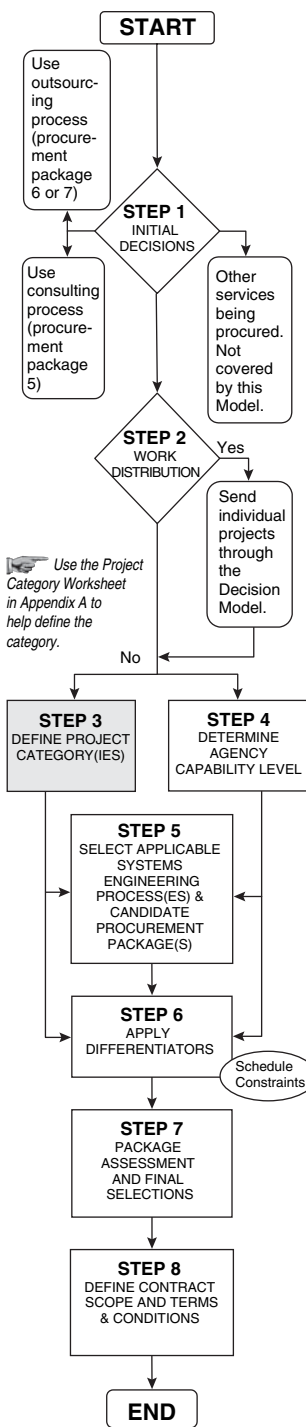 START
Use
outsourc-
ing
process
(procure-
ment
package
6 or 7)
STEP 1
INITIAL
DECISIONS
Use
consulting
process
(procure-
ment
package
5)
Other
services
being
procured.
Not
covered
by this
Model.
STEP 2
WORK
DISTRIBUTION
Yes
Send
individual
projects
through
the
Decision
Model.
Use the Project
Category Worksheet
in Appendix A to
help define the
category.
No
STEP 3
DEFINE PROJECT
CATEGORY(IES)
STEP 4
DETERMINE
AGENCY
CAPABILITY LEVEL
STEP 5
SELECT APPLICABLE
SYSTEMS
ENGINEERING
PROCESS(ES) &
CANDIDATE
PROCUREMENT
PACKAGE(S)
STEP 6
APPLY
DIFFERENTIATORS
Schedule
Constraints
STEP 7
PACKAGE
ASSESSMENT
AND FINAL
SELECTIONS
STEP 8
DEFINE CONTRACT
SCOPE AND TERMS
& CONDITIONS
END